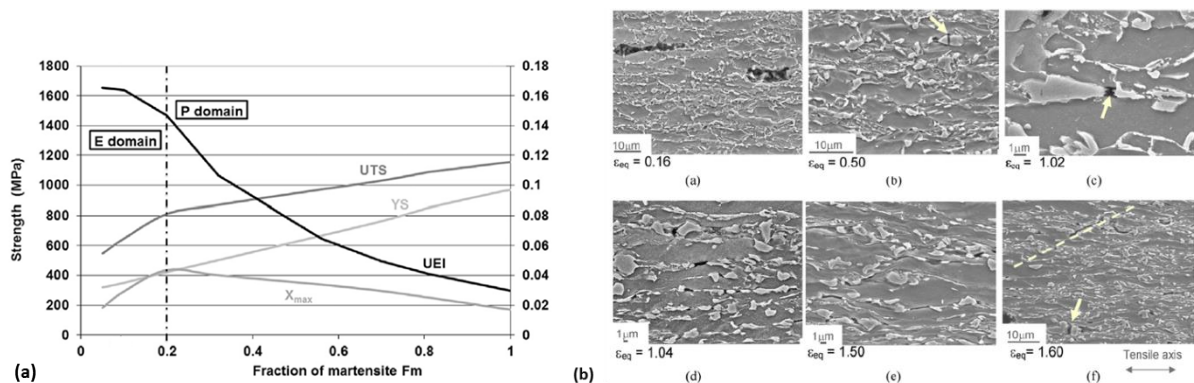 (a)
Strength (MPa)
1800
1600
1400
1200
1000
800
600
400
200
0
0.18
0.16
0.14
0.12
0.1
0.08
0.06
0.04
0.02
0
0 0.2 0.4 0.6 0.8 1
Fraction of martensite Fm
P domain
E domain
UTS
YS
UEl
Xmax
(b)
10μm
εeq = 0.16
(a)
10μm
εeq = 0.50
(b)
1μm
εeq = 1.02
(c)
1μm
εeq = 1.04
(d)
1μm
εeq = 1.50
(e)
10μm
εeq = 1.60
(f)
Tensile axis